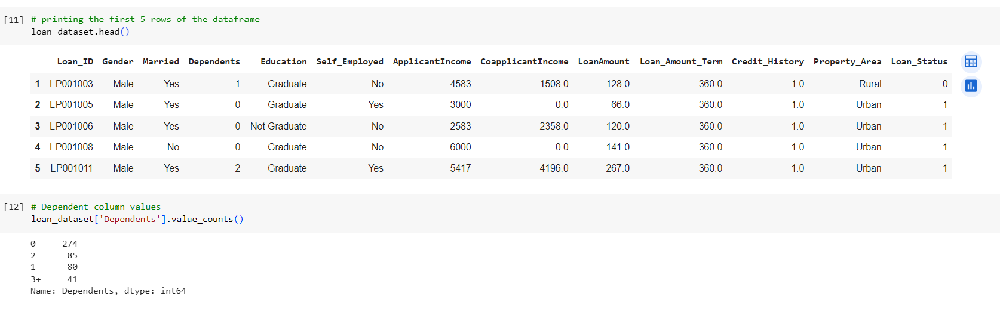 [11] # printing the first 5 rows of the dataframe
loan_dataset.head()
Loan_ID Gender Married Dependents Education Self_Employed ApplicantIncome CoapplicantIncome LoanAmount Loan_Amount_Term Credit_History Property_Area Loan_Status
1 LP001003 Male Yes 1 Graduate No 4583 1508.0 128.0 360.0 1.0 Rural 0
2 LP001005 Male Yes 0 Graduate Yes 3000 0.0 66.0 360.0 1.0 Urban 1
3 LP001006 Male Yes 0 Not Graduate No 2583 2358.0 120.0 360.0 1.0 Urban 1
4 LP001008 Male No 0 Graduate No 6000 0.0 141.0 360.0 1.0 Urban 1
5 LP001011 Male Yes 2 Graduate Yes 5417 4196.0 267.0 360.0 1.0 Urban 1
[12] # Dependent column values
loan_dataset['Dependents'].value_counts()
0 274
2 85
1 80
3+ 41
Name: Dependents, dtype: int64